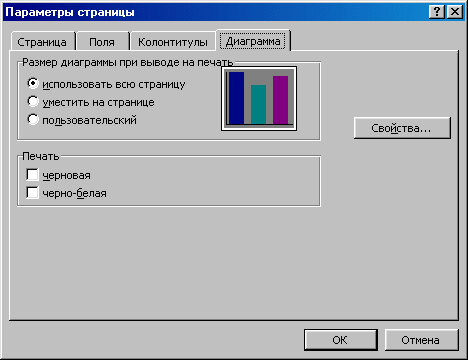 Параметры страницы
Страница Поля Колонтитулы Диаграмма
Размер диаграммы при выводе на печать
использовать всю страницу
уместить на странице
пользовательский
Свойства...
Печать
черновая
черно-белая
ОК Отмена